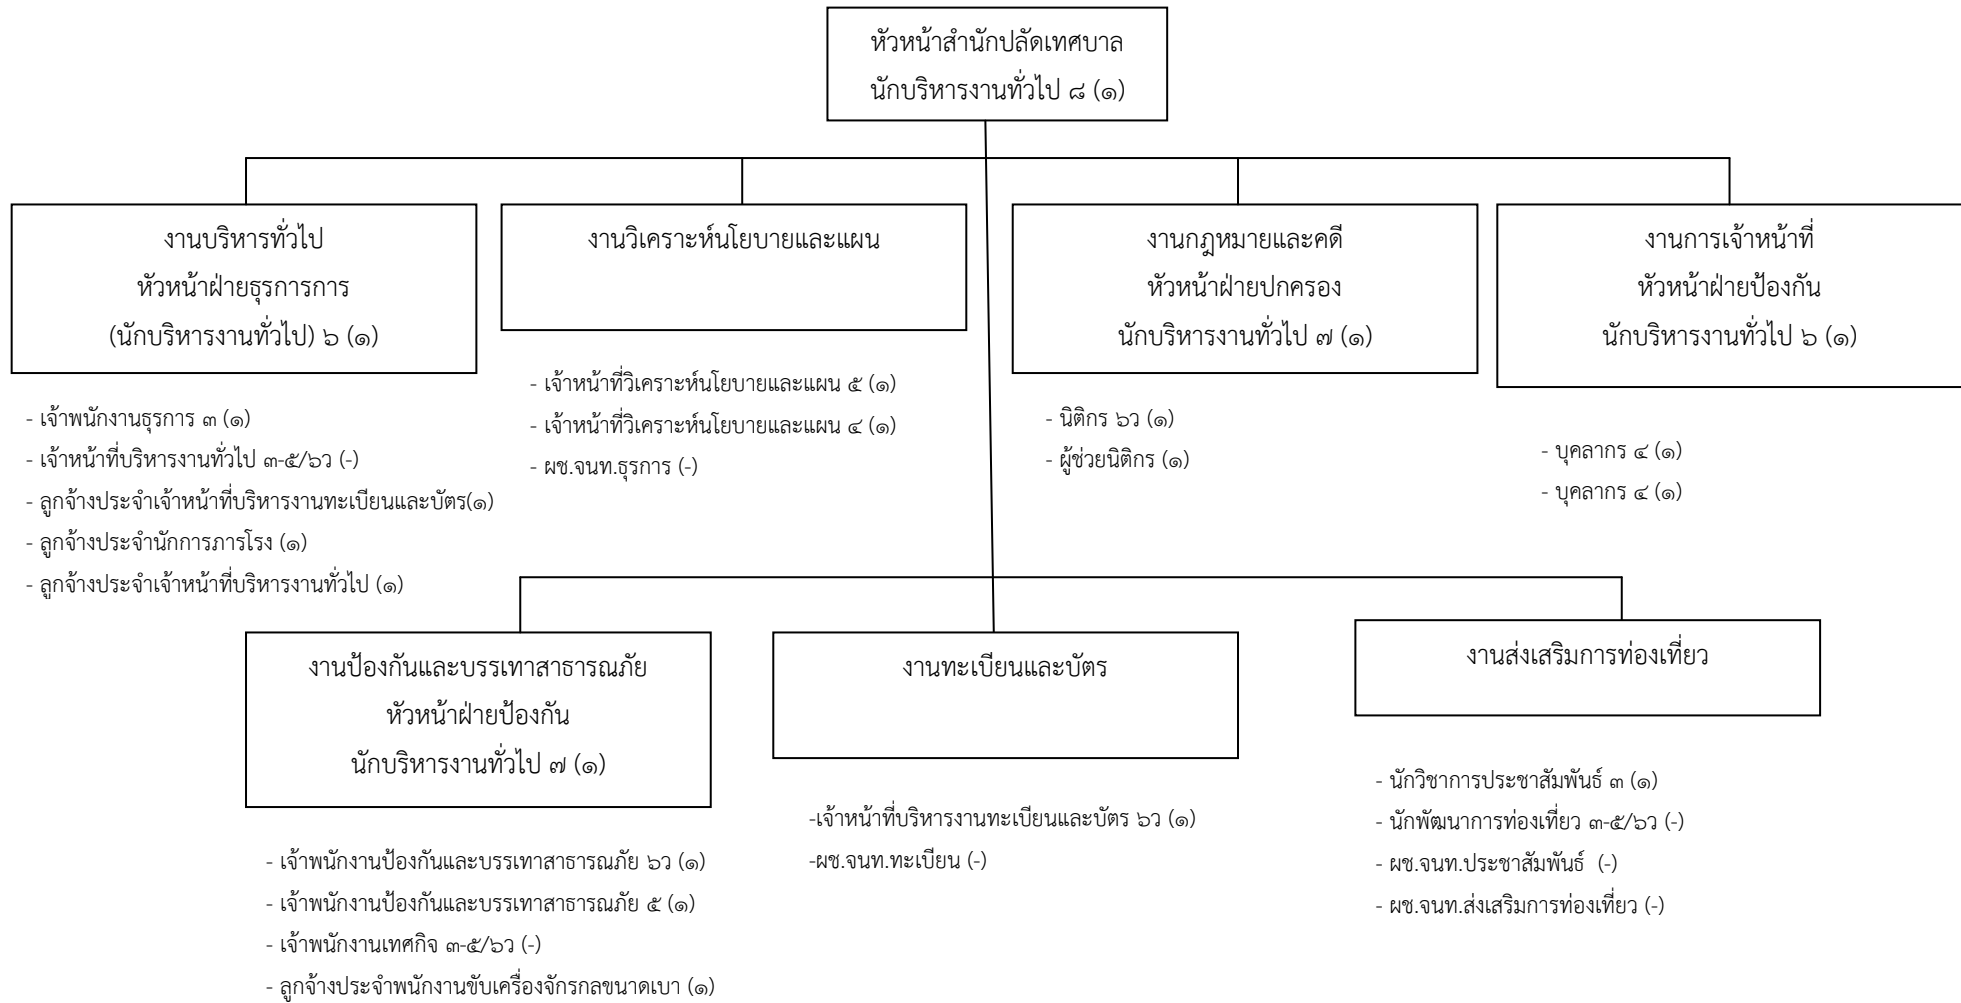 หัวหน้าสำนักปลัดเทศบาล
นักบริหารงานทั่วไป ๘ (๑)
งานบริหารทั่วไป
หัวหน้าฝ่ายธุรการการ
(นักบริหารงานทั่วไป) ๖ (๑)
- เจ้าพนักงานธุรการ ๓ (๑)
- เจ้าหน้าที่บริหารงานทั่วไป ๓-๕/๖ว (-)
- ลูกจ้างประจำเจ้าหน้าที่บริหารงานทะเบียนและบัตร(๑)
- ลูกจ้างประจำนักการภารโรง (๑)
- ลูกจ้างประจำเจ้าหน้าที่บริหารงานทั่วไป (๑)
งานวิเคราะห์นโยบายและแผน
- เจ้าหน้าที่วิเคราะห์นโยบายและแผน ๕ (๑)
- เจ้าหน้าที่วิเคราะห์นโยบายและแผน ๔ (๑)
- ผช.จนท.ธุรการ (-)
งานกฎหมายและคดี
หัวหน้าฝ่ายปกครอง
นักบริหารงานทั่วไป ๗ (๑)
- นิติกร ๖ว (๑)
- ผู้ช่วยนิติกร (๑)
งานการเจ้าหน้าที่
หัวหน้าฝ่ายป้องกัน
นักบริหารงานทั่วไป ๖ (๑)
- บุคลากร ๔ (๑)
- บุคลากร ๔ (๑)
งานป้องกันและบรรเทาสาธารณภัย
หัวหน้าฝ่ายป้องกัน
นักบริหารงานทั่วไป ๗ (๑)
- เจ้าพนักงานป้องกันและบรรเทาสาธารณภัย ๖ว (๑)
- เจ้าพนักงานป้องกันและบรรเทาสาธารณภัย ๕ (๑)
- เจ้าพนักงานเทศกิจ ๓-๕/๖ว (-)
- ลูกจ้างประจำพนักงานขับเครื่องจักรกลขนาดเบา (๑)
งานทะเบียนและบัตร
-เจ้าหน้าที่บริหารงานทะเบียนและบัตร ๖ว (๑)
-ผช.จนท.ทะเบียน (-)
งานส่งเสริมการท่องเที่ยว
- นักวิชาการประชาสัมพันธ์ ๓ (๑)
- นักพัฒนาการท่องเที่ยว ๓-๕/๖ว (-)
- ผช.จนท.ประชาสัมพันธ์ (-)
- ผช.จนท.ส่งเสริมการท่องเที่ยว (-)